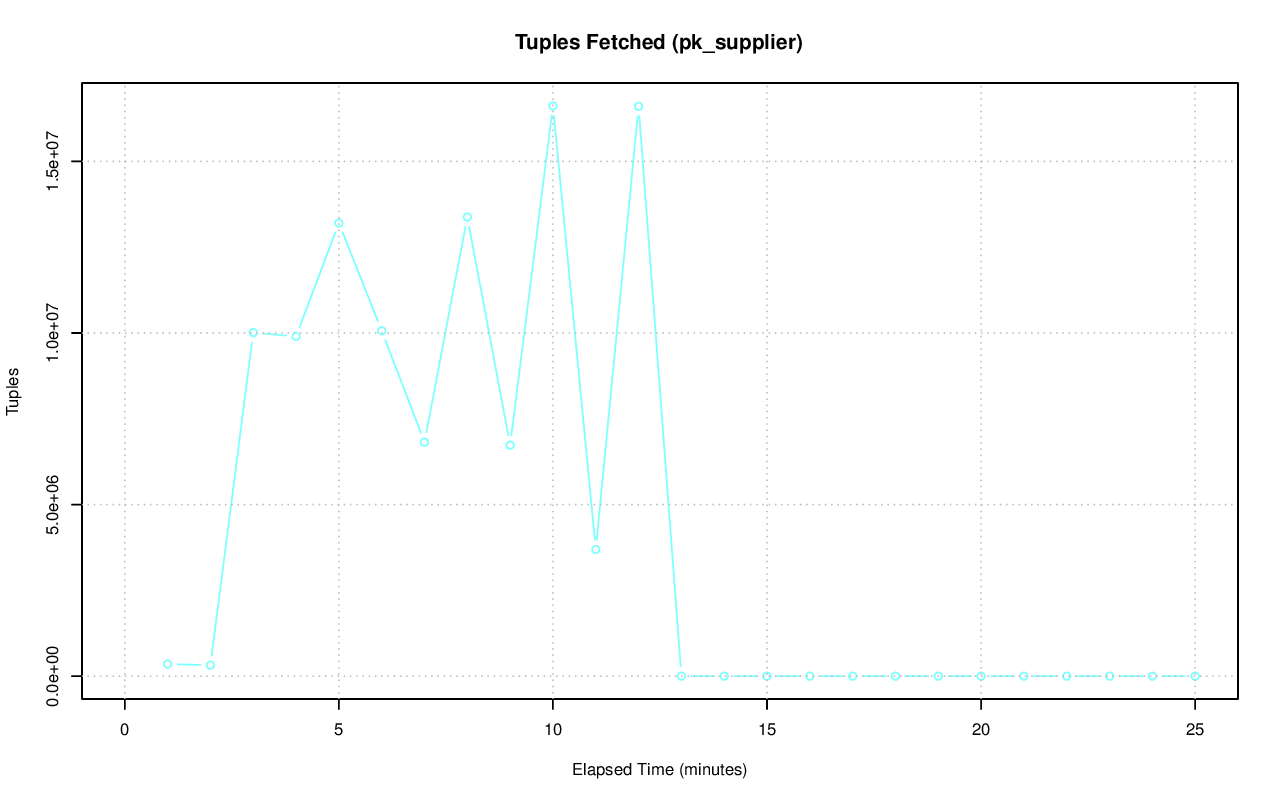 Tuples Fetched (pk_supplier)
1.5e+07
1.0e+07
5.0e+06
0.0e+00
Tuples
0 5 10 15 20 25
Elapsed Time (minutes)